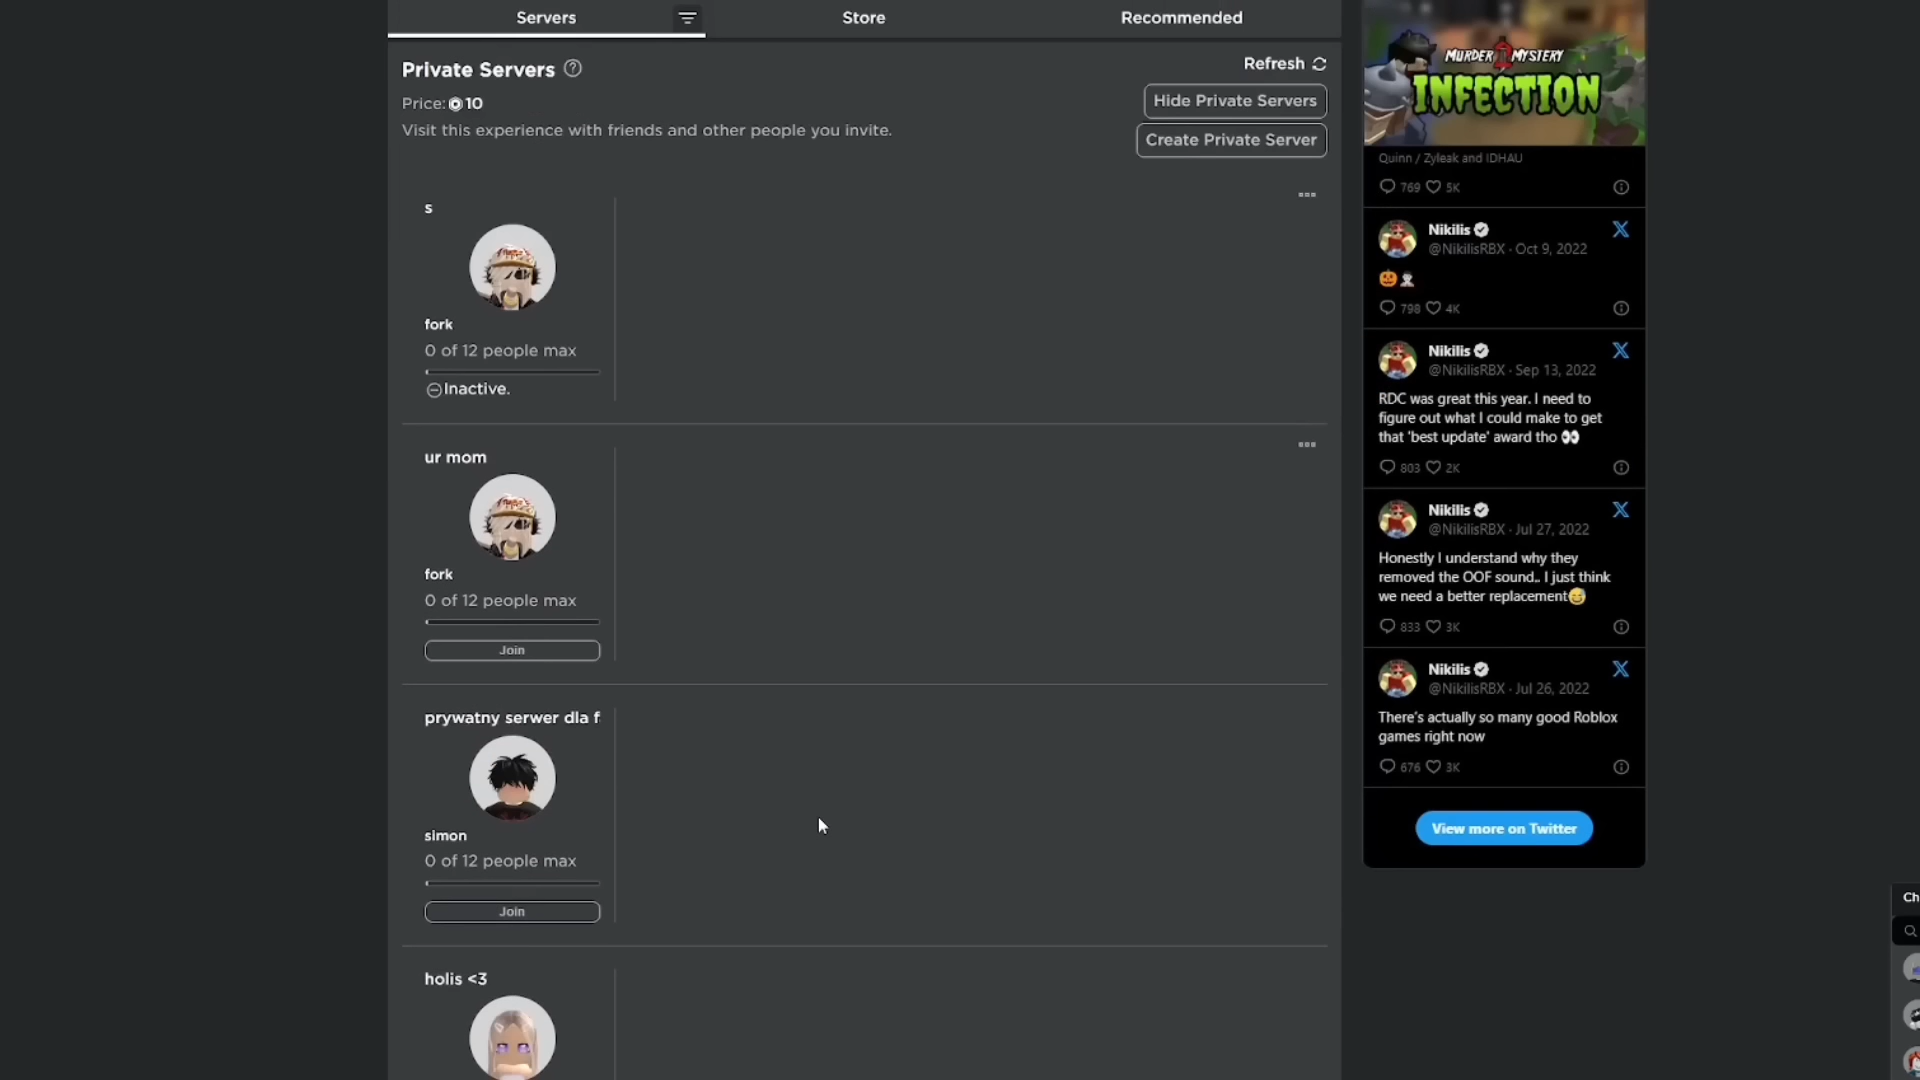 Servers
Store
Recommended
Private Servers
Price: 10
Visit this experience with friends and other people you invite.
Refresh
Hide Private Servers
Create Private Server
s
fork
0 of 12 people max
Inactive.
ur mom
fork
0 of 12 people max
Join
prywatny serwer dla f
simon
0 of 12 people max
Join
holis <3
MURDER MYSTERY 2
INFECTION
Quinn / Zyleak and IDHAU
769 5K
Nikilis
@NikilisRBX · Oct 9, 2022
🎃🧛🏻
798 4K
Nikilis
@NikilisRBX · Sep 13, 2022
RDC was great this year. I need to
figure out what I could make to get
that 'best update' award tho 👀
803 2K
Nikilis
@NikilisRBX · Jul 27, 2022
Honestly I understand why they
removed the OOF sound.. I just think
we need a better replacement😅
833 3K
Nikilis
@NikilisRBX · Jul 26, 2022
There's actually so many good Roblox
games right now
676 3K
View more on Twitter
Ch